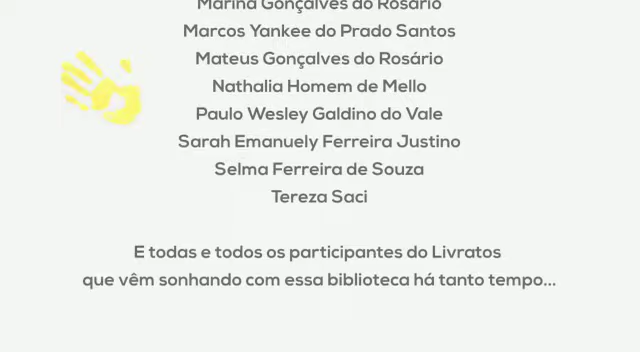 Marina Gonçalves do Rosário
Marcos Yankee do Prado Santos
Mateus Gonçalves do Rosário
Nathalia Homem de Mello
Paulo Wesley Galdino do Vale
Sarah Emanuely Ferreira Justino
Selma Ferreira de Souza
Tereza Saci
E todas e todos os participantes do Livratos
que vêm sonhando com essa biblioteca há tanto tempo...